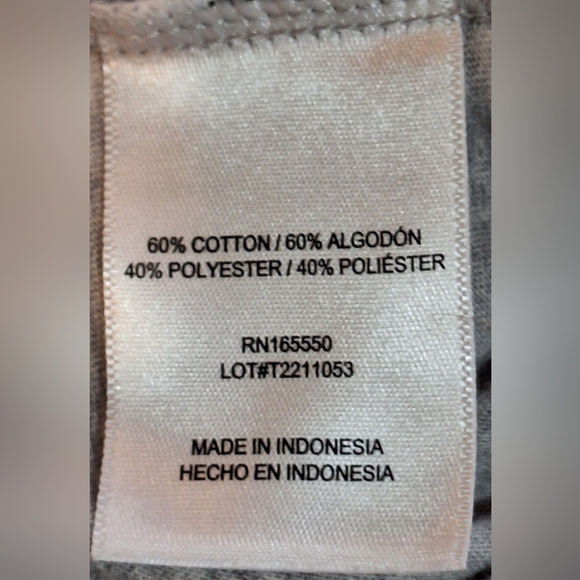 60% COTTON / 60% ALGODÓN
40% POLYESTER / 40% POLIÉSTER
RN165550
LOT#T2211053
MADE IN INDONESIA
HECHO EN INDONESIA